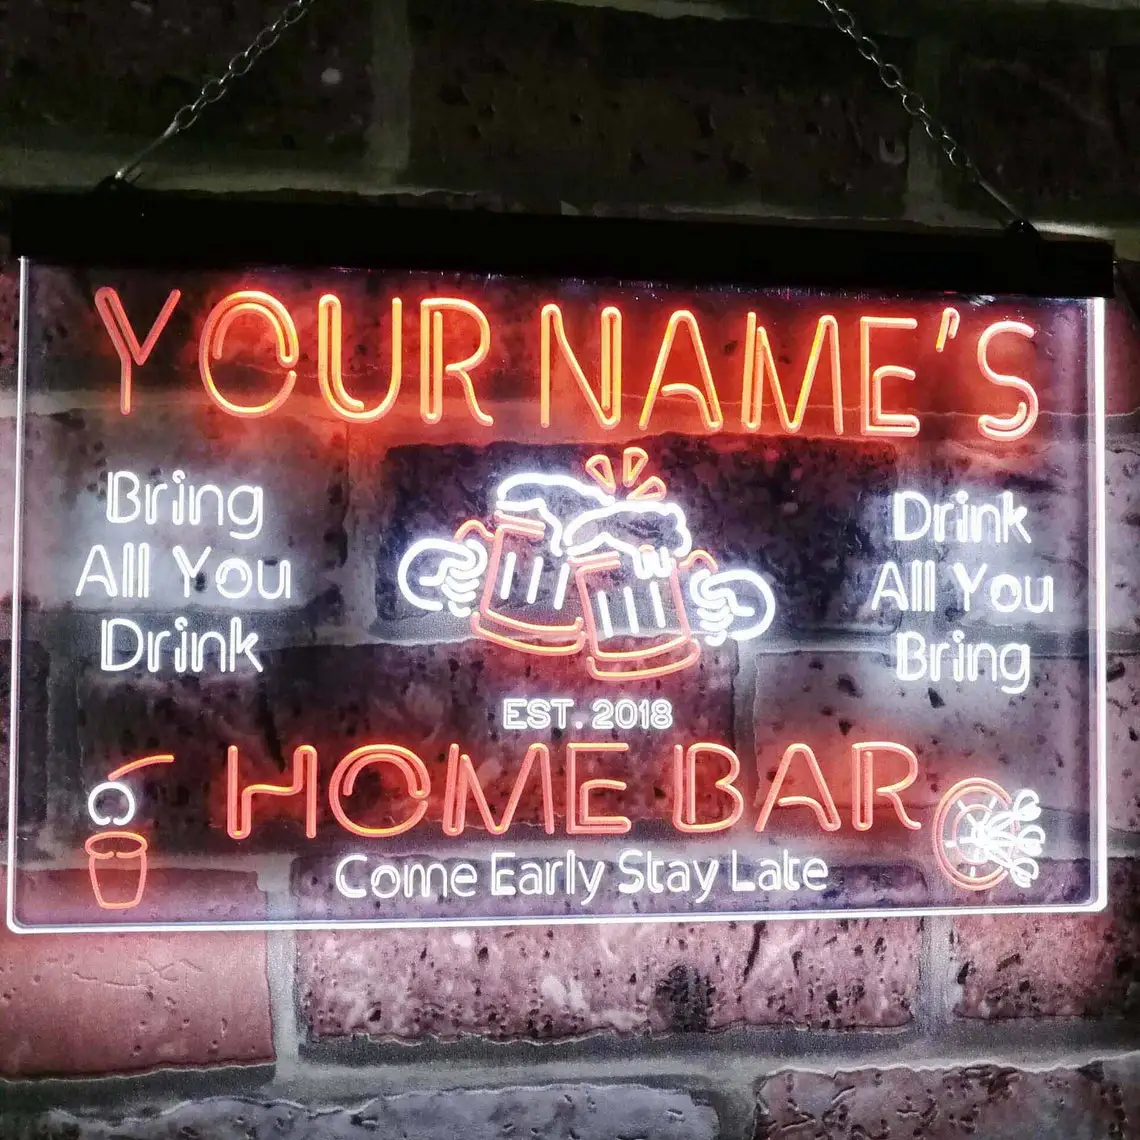 YOUR NAME'S
Bring
All You
Drink
Drink
All You
Bring
EST. 2018
HOME BAR
Come Early Stay Late